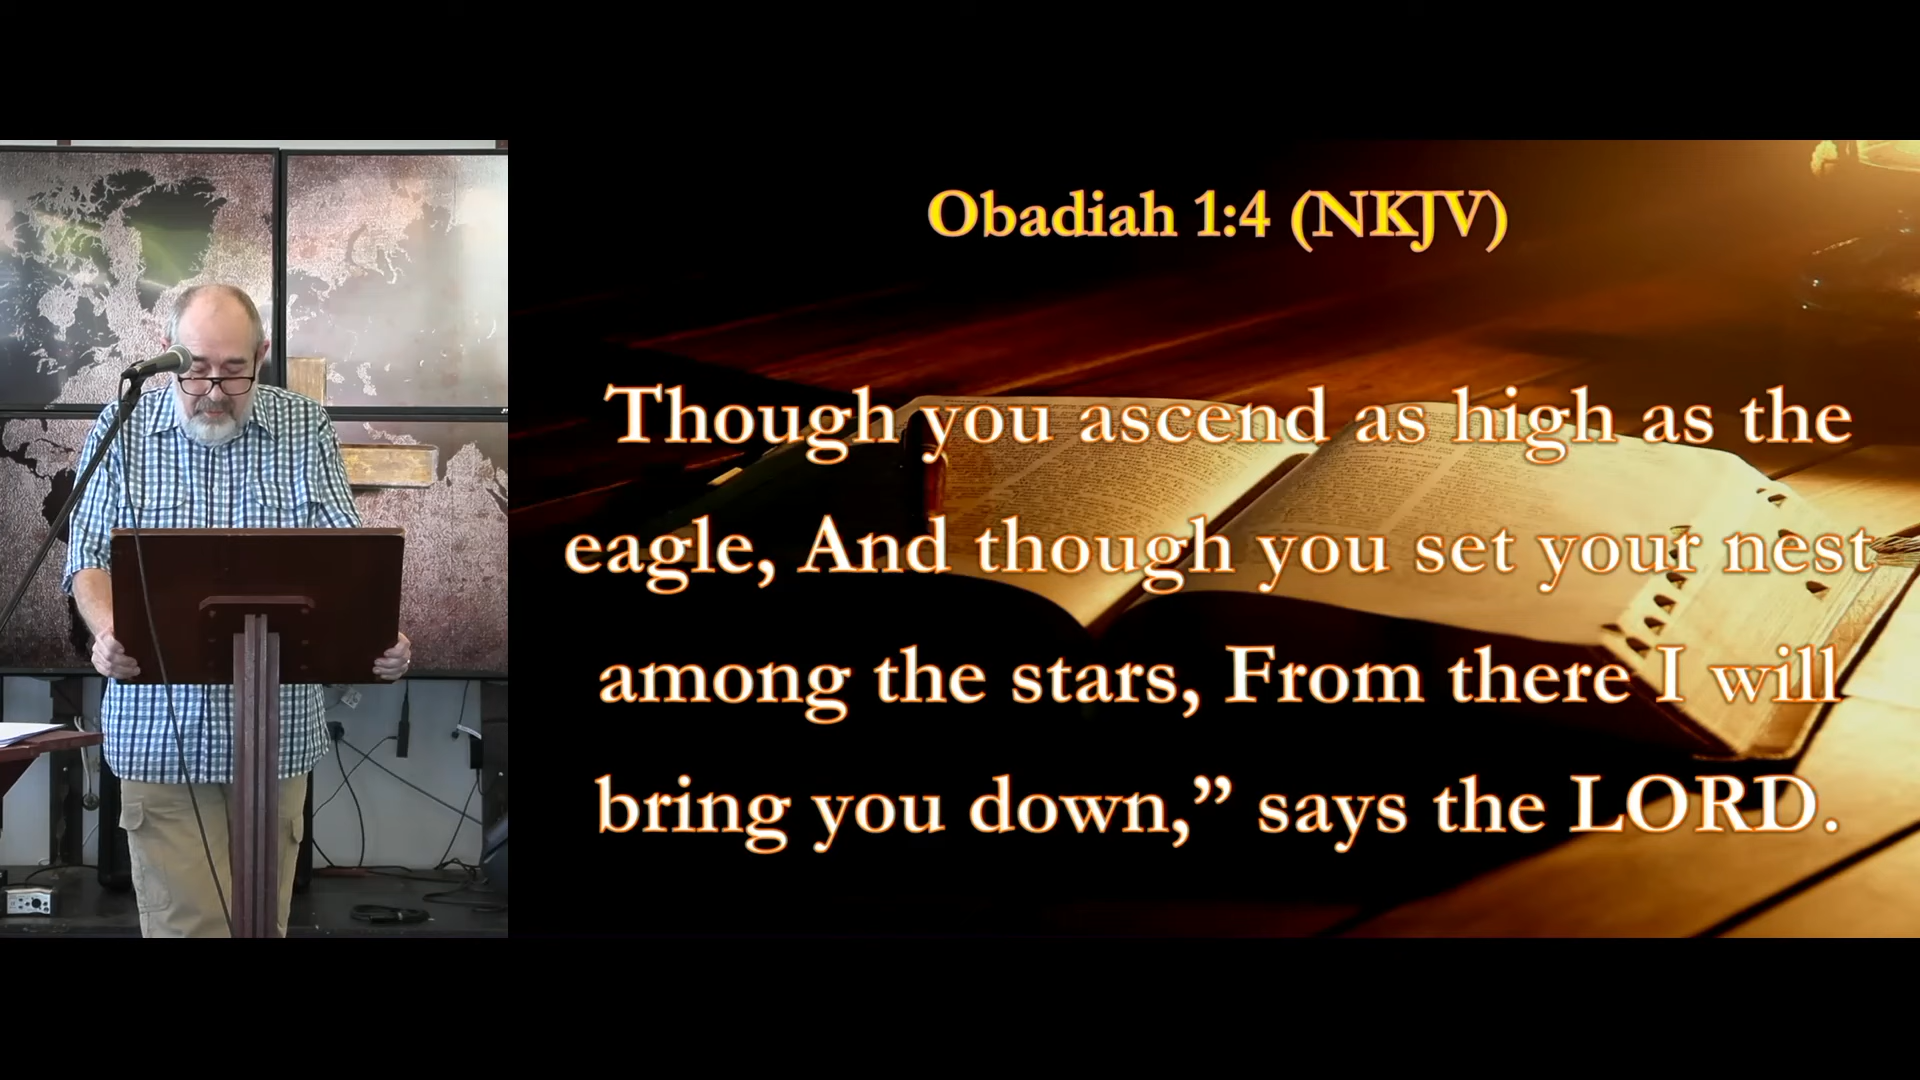 Obadiah 1:4 (NKJV)
Though you ascend as high as the
eagle, And though you set your nest
among the stars, From there I will
bring you down,” says the LORD.